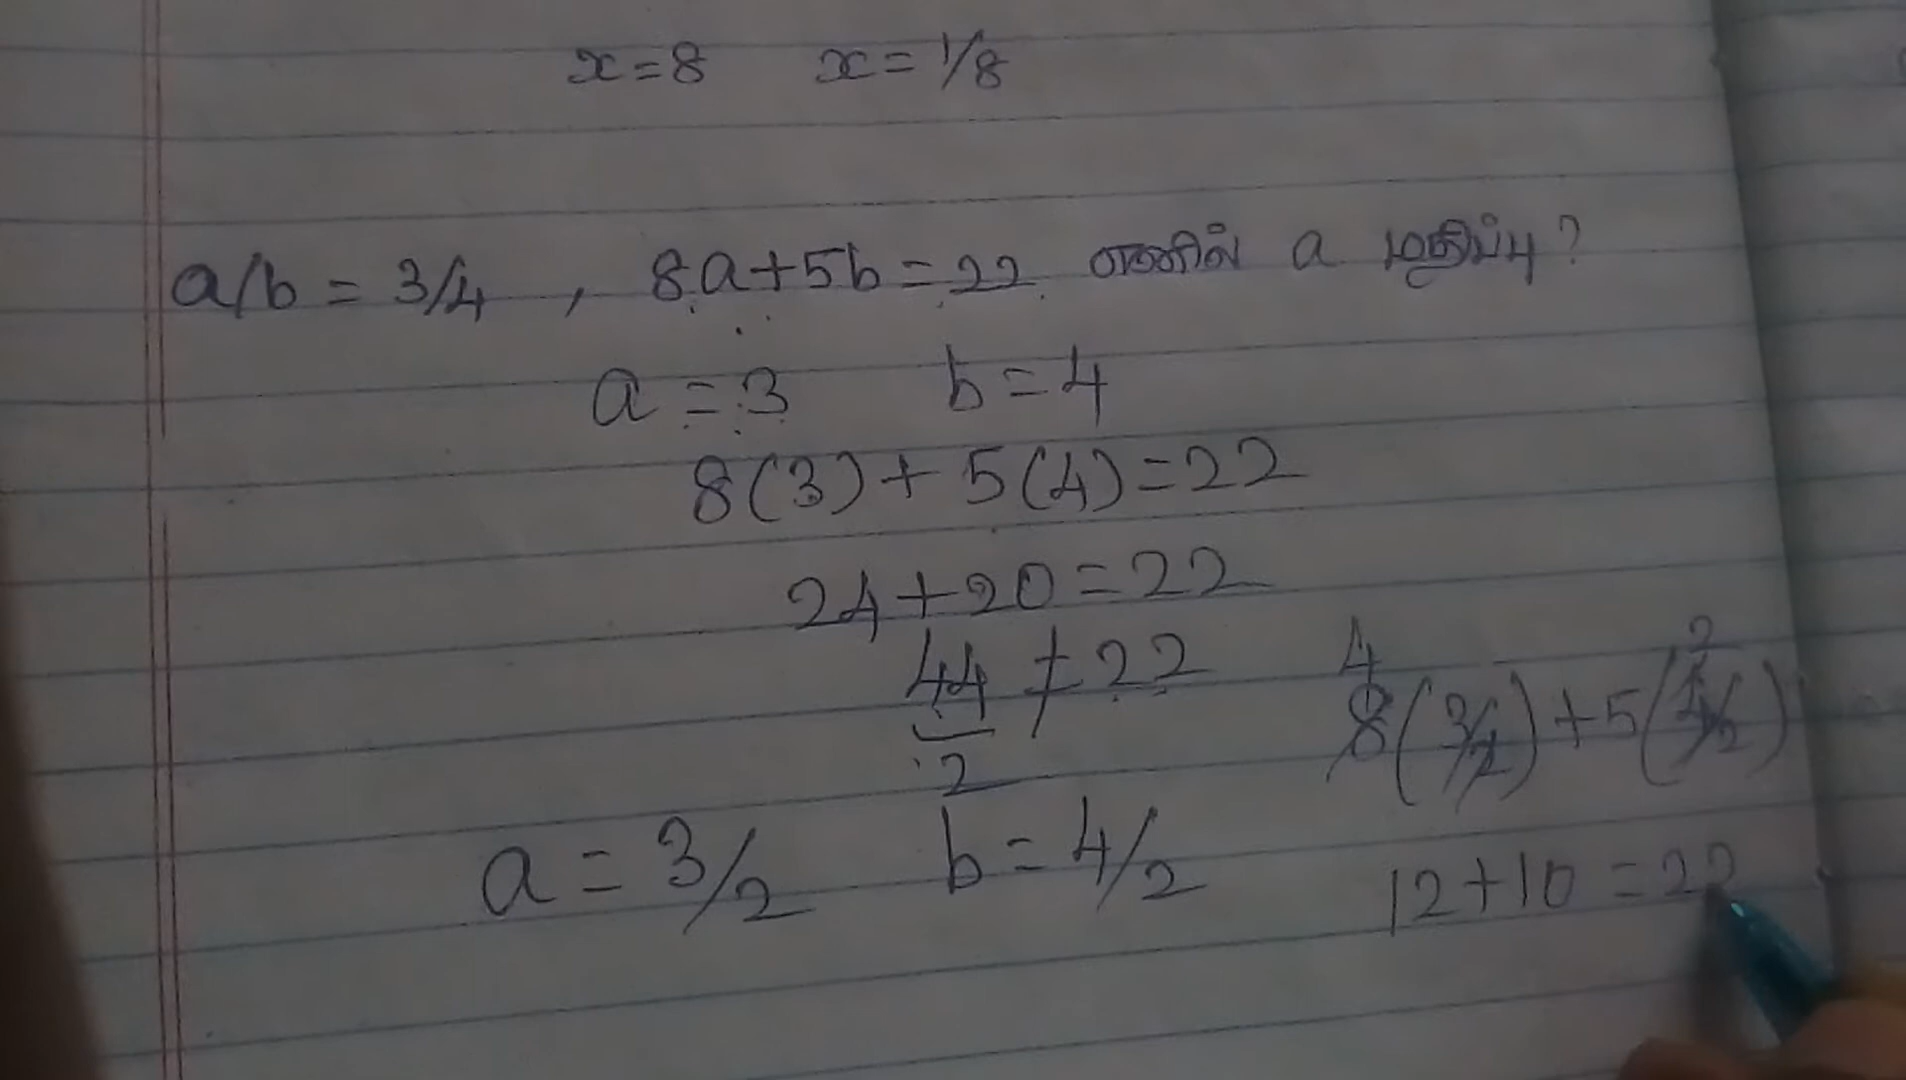 x=8 x=1/8
a/b = 3/4 , 8a+5b=22 எனில் a மதிப்பு?
a = 3 b=4
8(3)+5(4)=22
24+20=22
44≠22
2
4 2
8(3/2)+5(4/2)
a = 3/2 b = 4/2
12+10=22